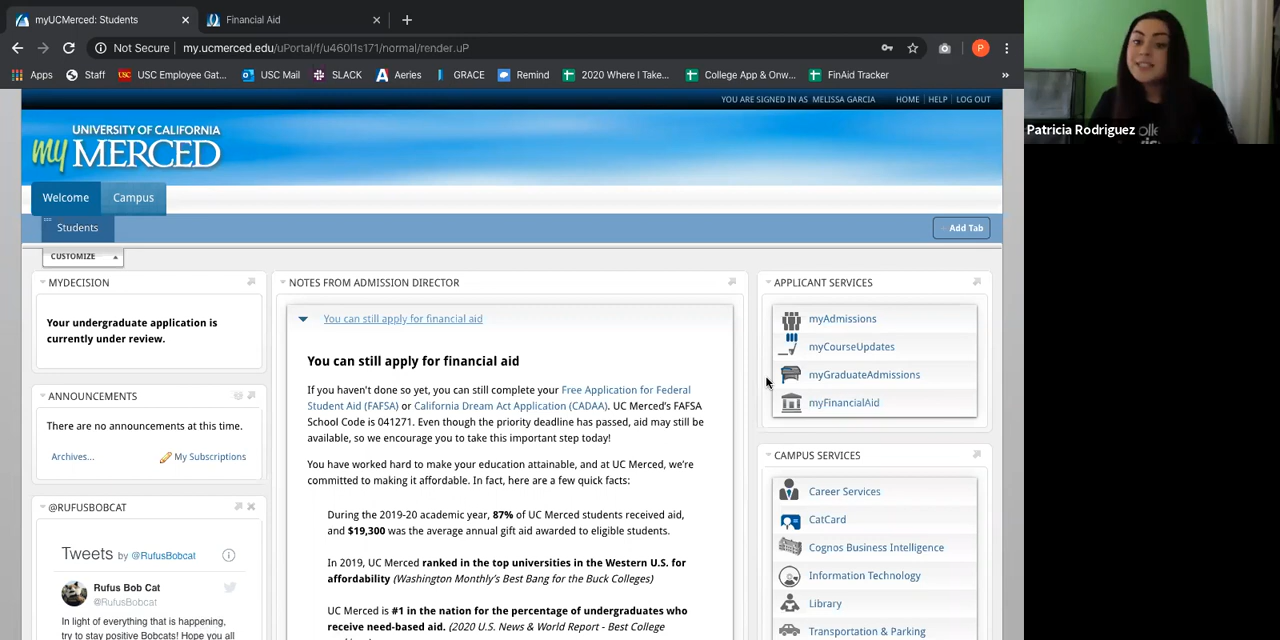 myUCMerced: Students
Financial Aid
Not Secure
my.ucmerced.edu/uPortal/f/u460l1s171/normal/render.uP
P
Apps
Staff
USC Employee Gat...
USC Mail
SLACK
Aeries
GRACE
Remind
2020 Where I Take...
College App & Onw...
FinAid Tracker
YOU ARE SIGNED IN AS MELISSA GARCIA
HOME | HELP | LOG OUT
UNIVERSITY OF CALIFORNIA
my MERCED
Welcome
Campus
Students
Add Tab
CUSTOMIZE
MYDECISION
Your undergraduate application is
currently under review.
ANNOUNCEMENTS
There are no announcements at this time.
Archives...
My Subscriptions
@RUFUSBOBCAT
Tweets by @RufusBobcat
Rufus Bob Cat
@RufusBobcat
In light of everything that is happening,
try to stay positive Bobcats! Hope you all
NOTES FROM ADMISSION DIRECTOR
You can still apply for financial aid
You can still apply for financial aid
If you haven't done so yet, you can still complete your Free Application for Federal
Student Aid (FAFSA) or California Dream Act Application (CADAA). UC Merced's FAFSA
School Code is 041271. Even though the priority deadline has passed, aid may still be
available, so we encourage you to take this important step today!
You have worked hard to make your education attainable, and at UC Merced, we're
committed to making it affordable. In fact, here are a few quick facts:
During the 2019-20 academic year, 87% of UC Merced students received aid,
and $19,300 was the average annual gift aid awarded to eligible students.
In 2019, UC Merced ranked in the top universities in the Western U.S. for
affordability (Washington Monthly's Best Bang for the Buck Colleges)
UC Merced is #1 in the nation for the percentage of undergraduates who
receive need-based aid. (2020 U.S. News & World Report - Best College
APPLICANT SERVICES
myAdmissions
myCourseUpdates
myGraduateAdmissions
myFinancialAid
CAMPUS SERVICES
Career Services
CatCard
Cognos Business Intelligence
Information Technology
Library
Transportation & Parking
Patricia Rodriguez